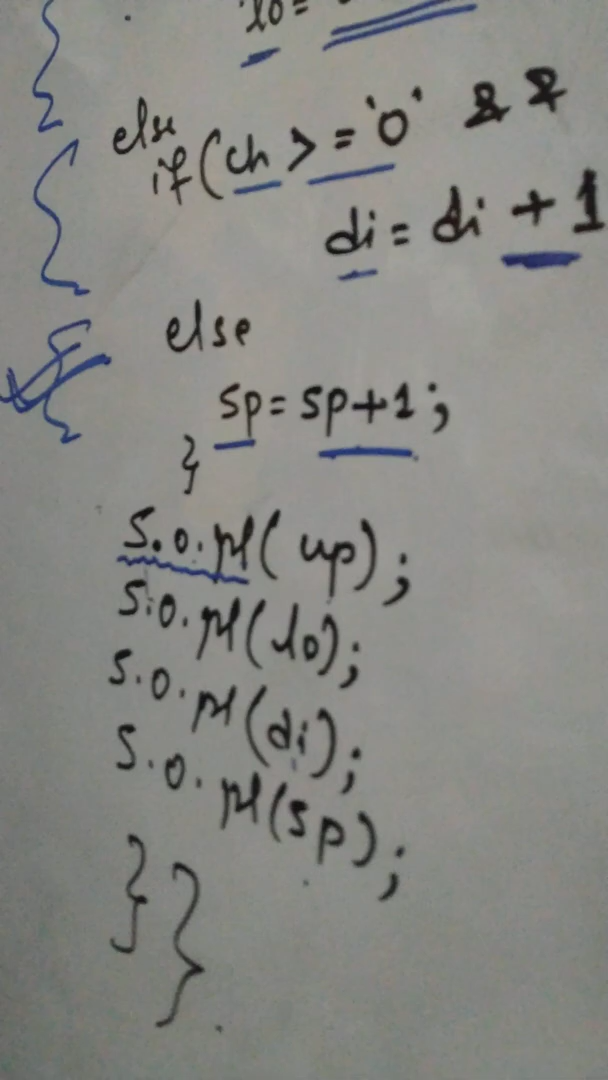 lo=
else
if(ch >='0' &&
di = di +1
else
sp = sp+1;
}
S.o.pl( up);
S.o.pl(lo);
S.o.pl(di);
S.o.pl(sp);
}
}